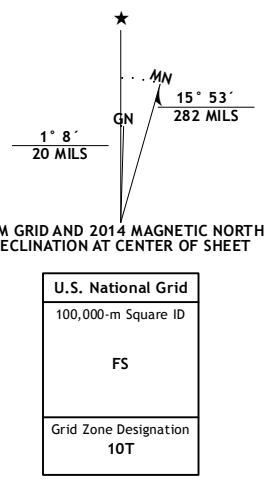 MN
GN
15° 53´
282 MILS
1° 8´
20 MILS
M GRID AND 2014 MAGNETIC NORTH
ECLINATION AT CENTER OF SHEET
U.S. National Grid
100,000-m Square ID
FS
Grid Zone Designation
10T